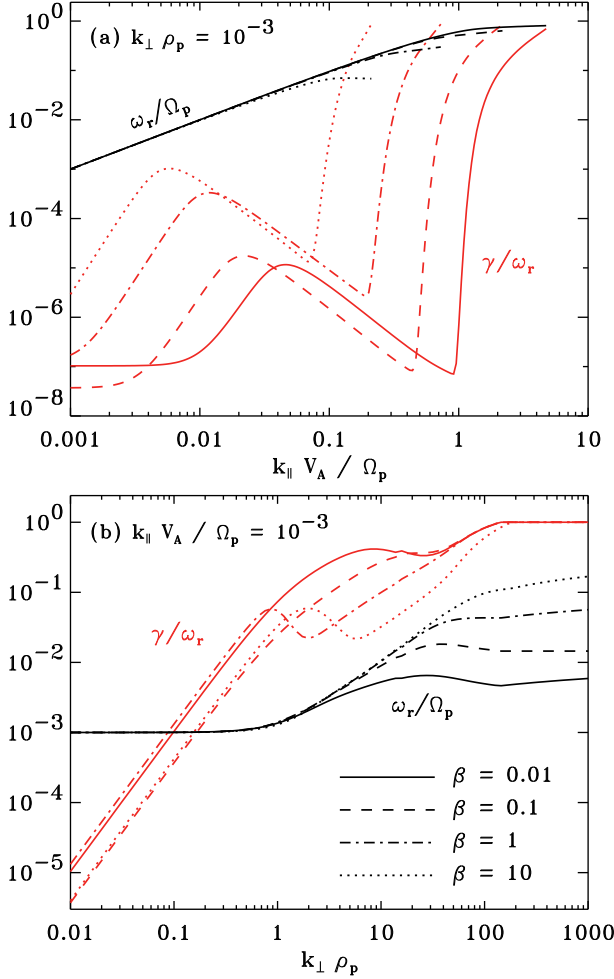 (a) k⊥ ρp = 10⁻³
10⁰
10⁻²
10⁻⁴
10⁻⁶
10⁻⁸
ωr/Ωp
γ/ωr
0.001 0.01 0.1 1 10
k∥ VA / Ωp
(b) k∥ VA / Ωp = 10⁻³
10⁰
10⁻¹
10⁻²
10⁻³
10⁻⁴
10⁻⁵
γ/ωr
ωr/Ωp
β = 0.01
β = 0.1
β = 1
β = 10
0.01 0.1 1 10 100 1000
k⊥ ρp